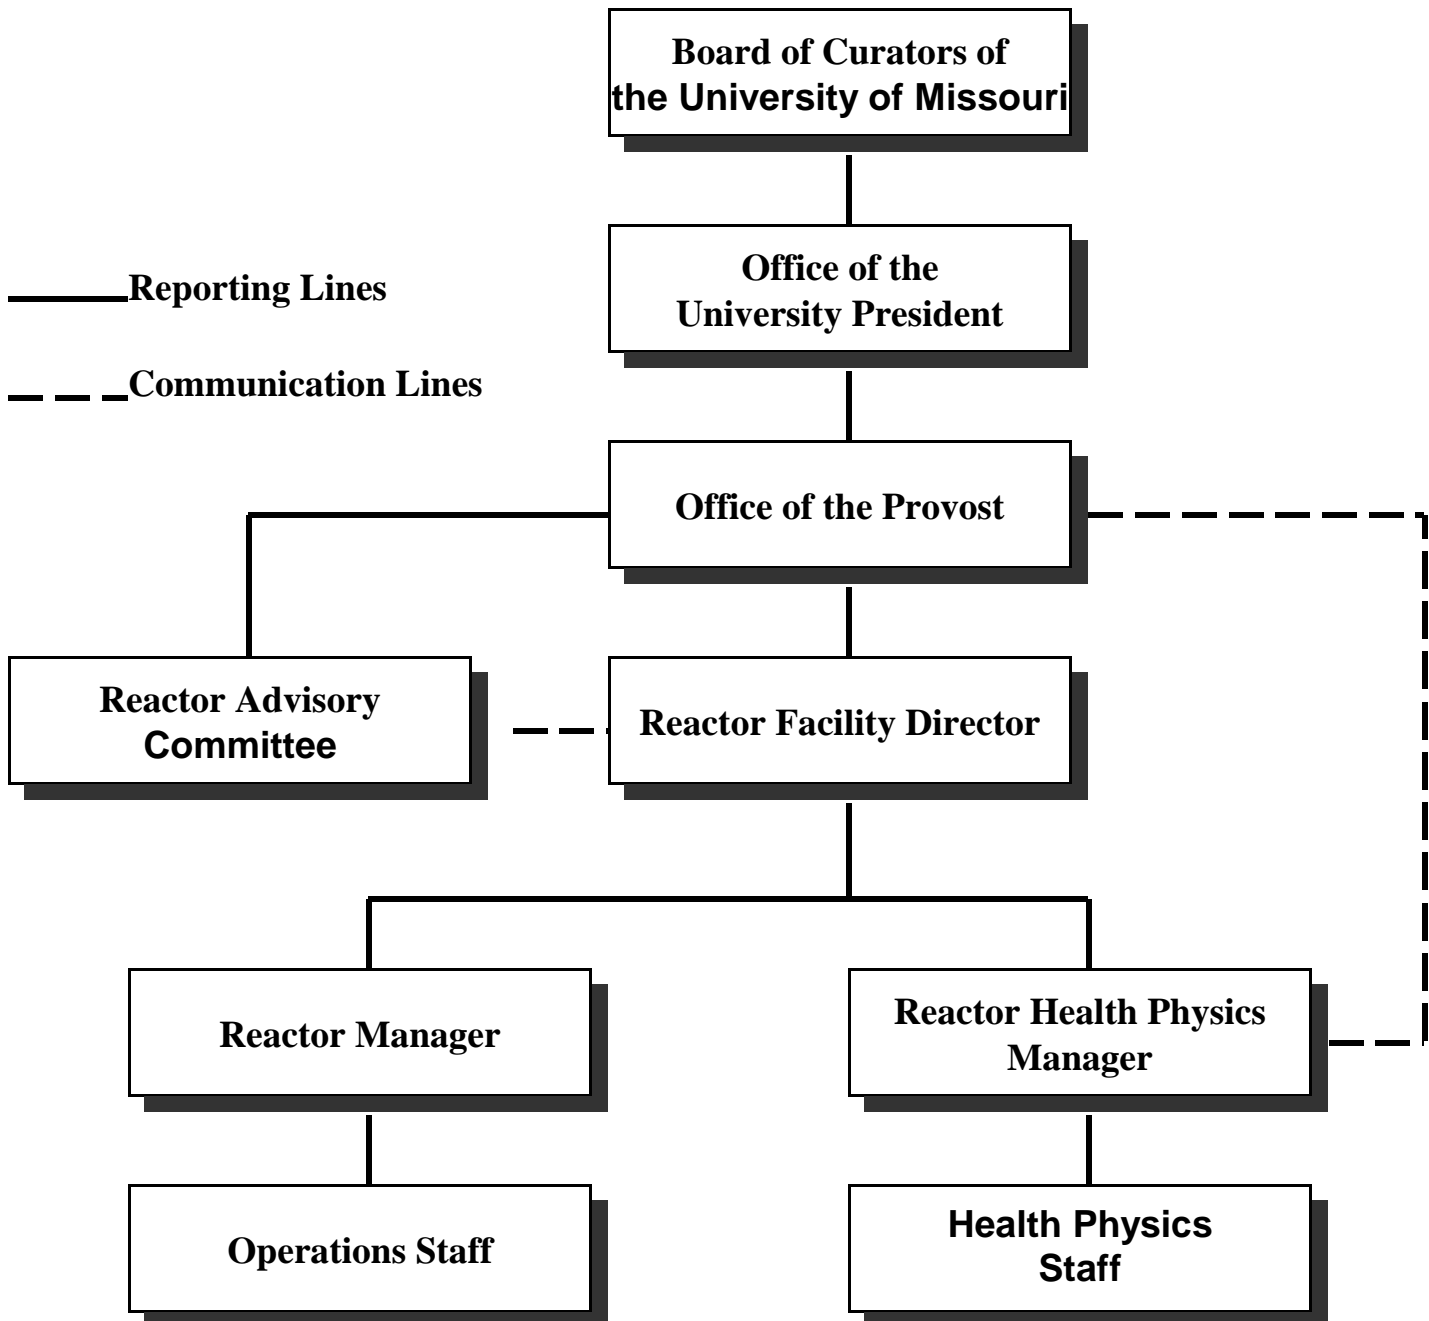 Board of Curators of
the University of Missouri
Office of the
University President
Reporting Lines
Communication Lines
Office of the Provost
Reactor Advisory
Committee
Reactor Facility Director
Reactor Manager
Reactor Health Physics
Manager
Operations Staff
Health Physics
Staff